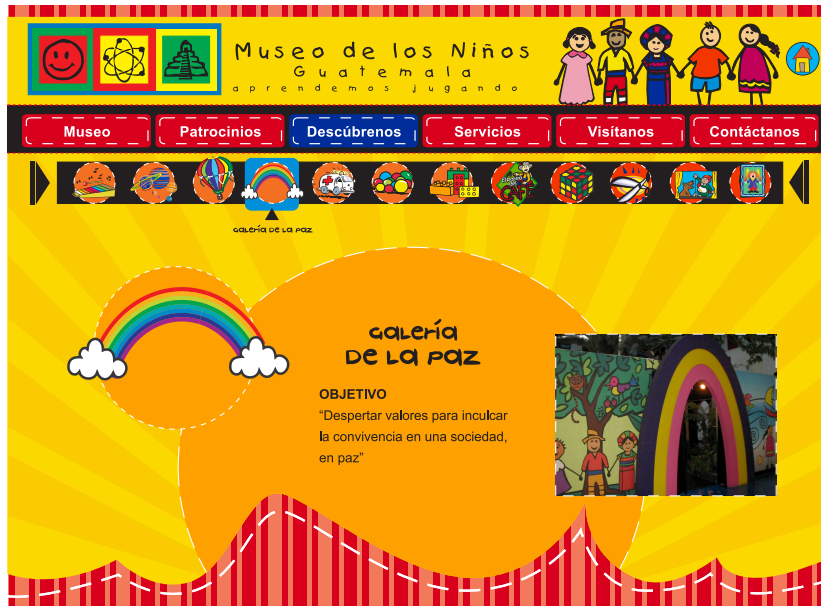 Museo de los Niños
Guatemala
aprendemos jugando
Museo
Patrocinios
Descúbrenos
Servicios
Visítanos
Contáctanos
Galería de la Paz
Galería
De La Paz
OBJETIVO
“Despertar valores para inculcar
la convivencia en una sociedad,
en paz”